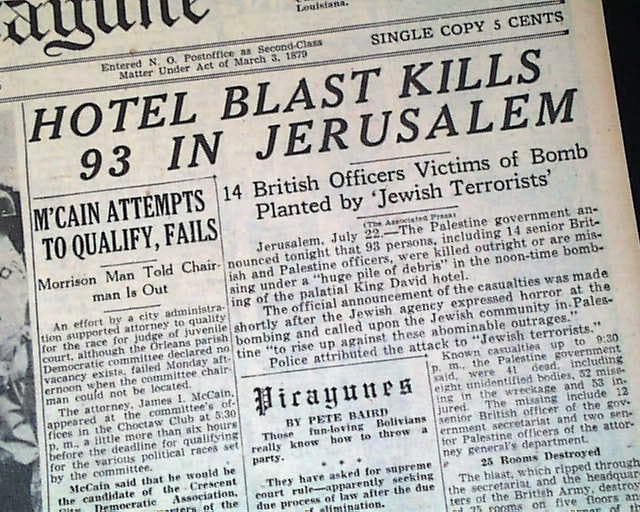 ayune
Louisiana.
Entered N. O. Postoffice as Second-Class
Matter Under Act of March 3, 1879
SINGLE COPY 5 CENTS
HOTEL BLAST KILLS
93 IN JERUSALEM
M'CAIN ATTEMPTS
TO QUALIFY, FAILS
Morrison Man Told Chair-
man Is Out
An effort by a city administra-
tion supported attorney to qualify
for the race for judge of juvenile
court, although the Orleans parish
Democratic committee declared no
vacancy exists, failed Monday aft-
ernoon when the committee chair-
man could not be located.
The attorney, James I. McCain,
appeared at the committee's of-
fices in the Choctaw Club at 5:30
p. m., a little more than six hours
before the deadline for qualifying
for the various political races set
by the committee.
McCain said that he would be
the candidate of the Crescent
City Democratic Association,
14 British Officers Victims of Bomb
Planted by 'Jewish Terrorists'
(The Associated Press)
Jerusalem, July 22.—The Palestine government an-
nounced tonight that 93 persons, including 14 senior Brit-
ish and Palestine officers, were killed outright or are mis-
sing under a "huge pile of debris" in the noon-time bomb-
ing of the palatial King David hotel.
The official announcement of the casualties was made
shortly after the Jewish agency expressed horror at the
bombing and called upon the Jewish community in Pales-
tine "to rise up against these abominable outrages."
Police attributed the attack to "Jewish terrorists."
Picayunes
BY PETE BAIRD
Those fun-loving Bolivians
really know how to throw a
party.
* * *
They have asked for supreme
court rule—apparently seeking
due process of law after the due
elimination.
Known casualties up to 9:30
p. m., the Palestine government
said, were 41 dead, including
eight unidentified bodies, 52 miss-
ing in the wreckage and 53 in-
jured. The missing include 12
senior British officer of the gov-
ernment secretariat and two sen-
ior Palestine officers of the attor-
ney general's department.
25 Rooms Destroyed
The blast, which ripped through
the secretariat and the headquar-
ters of the British Army, destroy-
ed 25 rooms on five floors